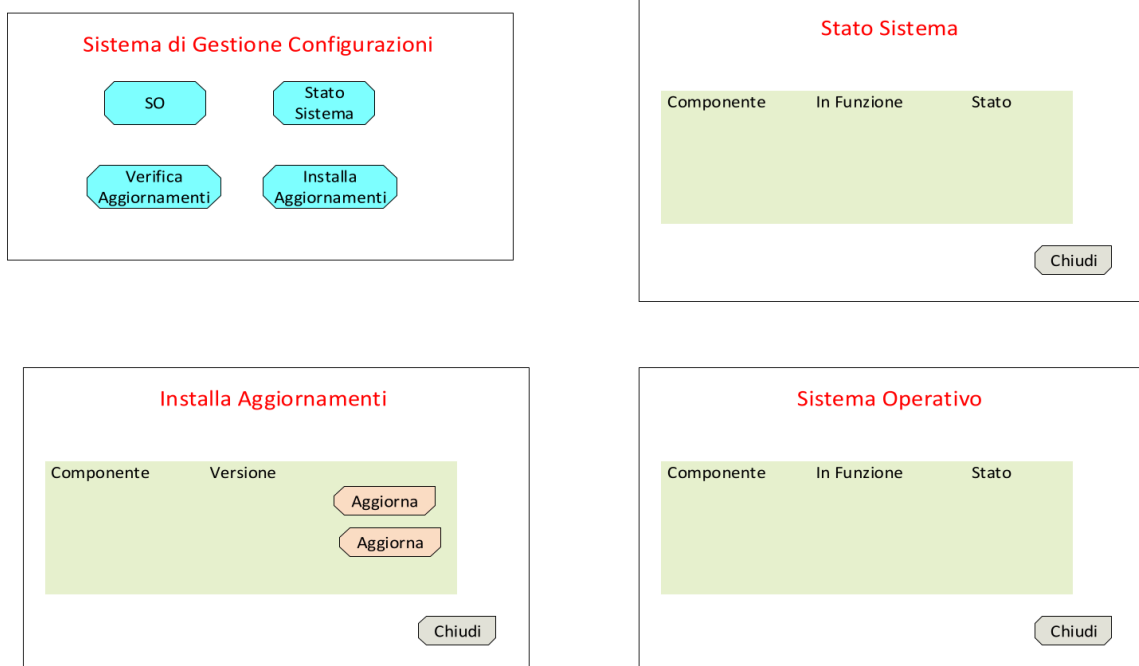 Sistema di Gestione Configurazioni
SO
Stato
Sistema
Verifica
Aggiornamenti
Installa
Aggiornamenti
Stato Sistema
Componente In Funzione Stato
Chiudi
Installa Aggiornamenti
Componente Versione
Aggiorna
Aggiorna
Chiudi
Sistema Operativo
Componente In Funzione Stato
Chiudi